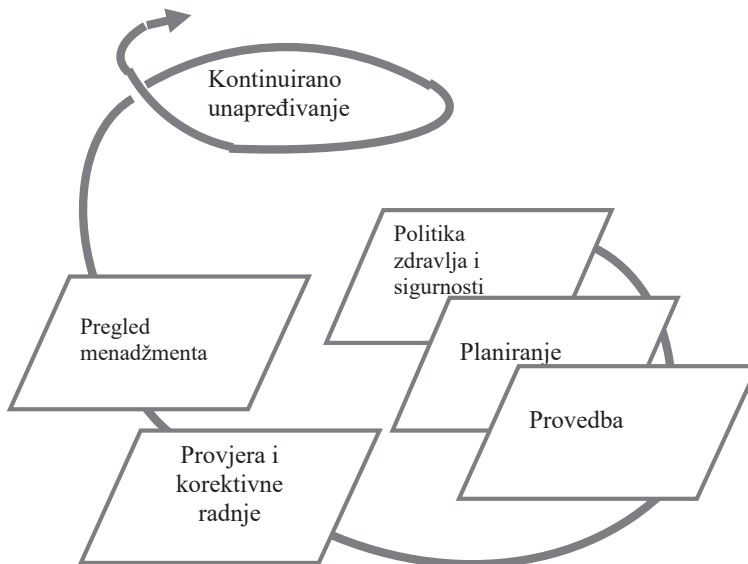 Kontinuirano
unapređivanje
Politika
zdravlja i
sigurnosti
Planiranje
Provedba
Provjera i
korektivne
radnje
Pregled
menadžmenta